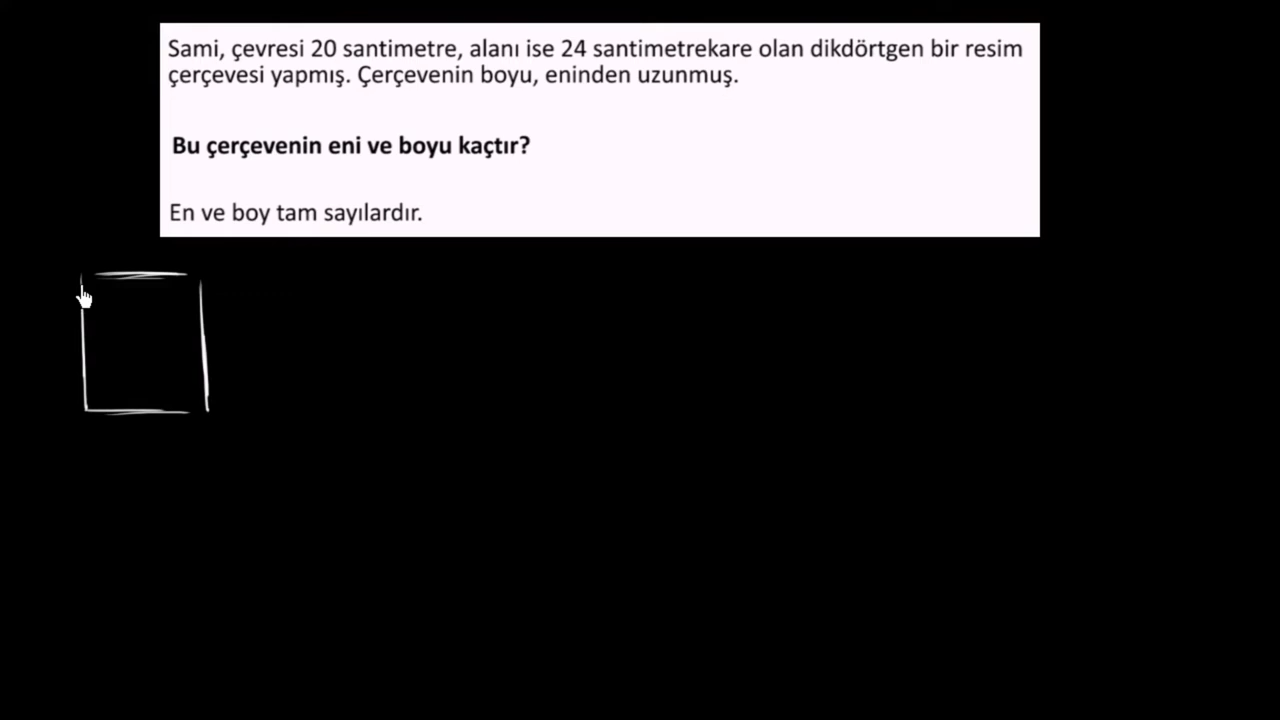 Sami, çevresi 20 santimetre, alanı ise 24 santimetrekare olan dikdörtgen bir resim
çerçevesi yapmış. Çerçevenin boyu, eninden uzunmuş.
Bu çerçevenin eni ve boyu kaçtır?
En ve boy tam sayılardır.